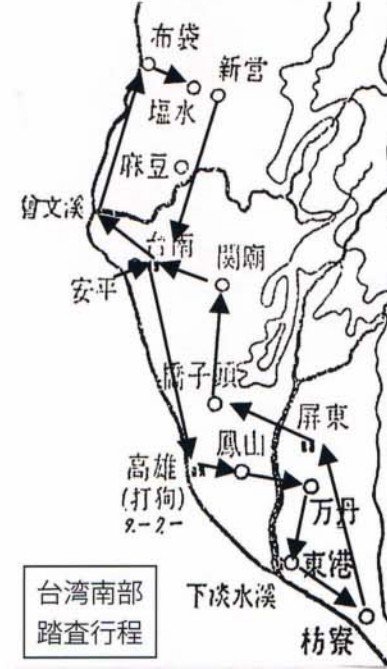 布袋
塩水
新営
麻豆
曾文溪
台南
安平
関廟
橋子頭
屏東
鳳山
高雄
(打狗)
9-2-
万丹
東港
下淡水溪
枋寮
台湾南部
踏査行程